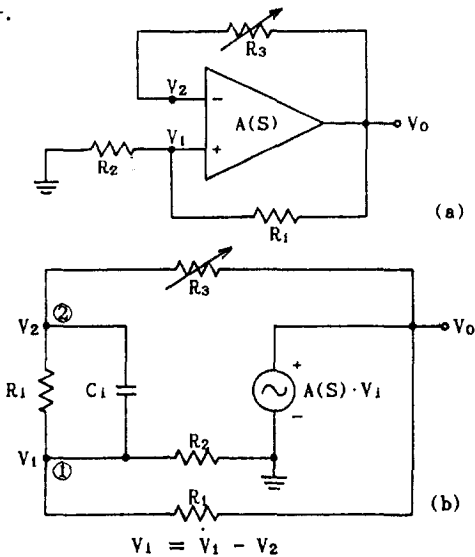 R3
V2
−
A(S)
Vo
V1
+
R2
R1
(a)
R3
V2 ②
Vo
Ri
Ci
+
A(S)·Vi
−
R2
V1 ①
R1
(b)
Vi = V1 − V2